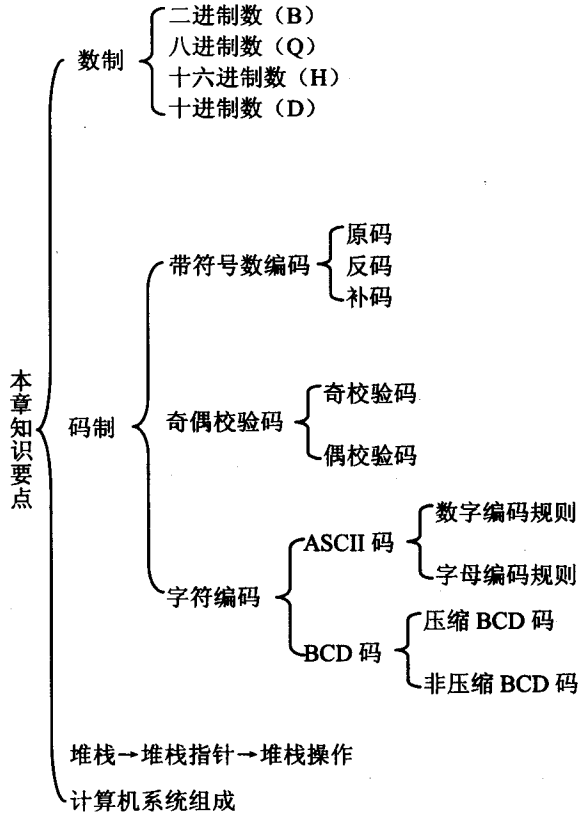 本章知识要点
数制
二进制数（B）
八进制数（Q）
十六进制数（H）
十进制数（D）
码制
带符号数编码
原码
反码
补码
奇偶校验码
奇校验码
偶校验码
字符编码
ASCII 码
数字编码规则
字母编码规则
BCD 码
压缩 BCD 码
非压缩 BCD 码
堆栈→堆栈指针→堆栈操作
计算机系统组成